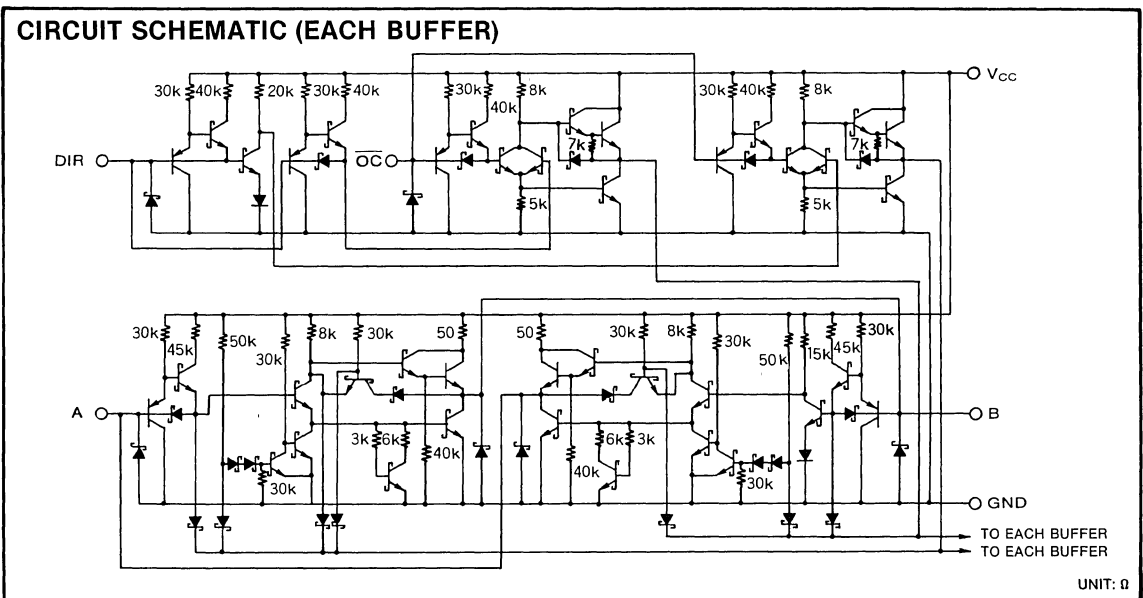 CIRCUIT SCHEMATIC (EACH BUFFER)
VCC
30k 40k 20k 30k 40k 30k 40k 8k 30k 40k 8k
7k 7k
DIR OC
5k 5k
30k 45k 50k 30k 8k 30k 50 50 30k 8k 30k 50k 15k 45k 30k
A B
3k 6k 40k 6k 3k
40k
30k 30k
GND
TO EACH BUFFER
TO EACH BUFFER
UNIT: Ω